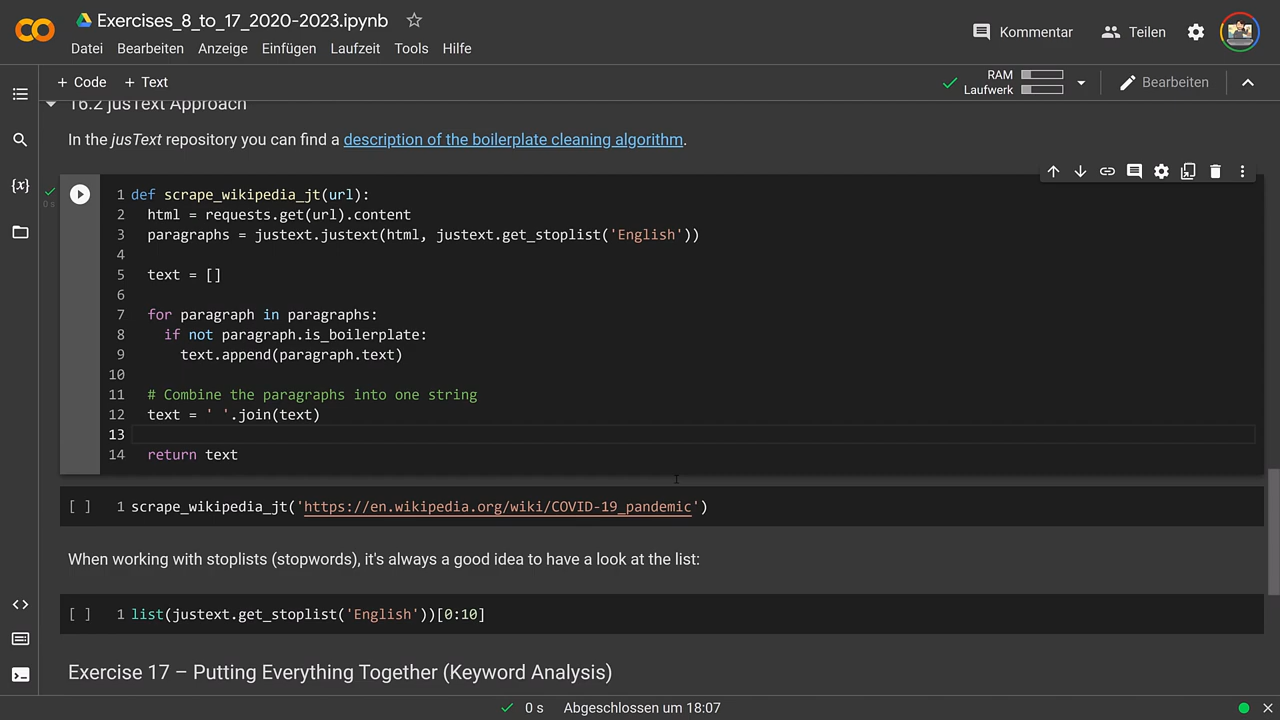 Exercises_8_to_17_2020-2023.ipynb
Datei Bearbeiten Anzeige Einfügen Laufzeit Tools Hilfe
Kommentar Teilen
+ Code + Text
RAM
Laufwerk
Bearbeiten
16.2 jusText Approach
In the jusText repository you can find a description of the boilerplate cleaning algorithm.
0 s
1 def scrape_wikipedia_jt(url):
2 html = requests.get(url).content
3 paragraphs = justext.justext(html, justext.get_stoplist('English'))
4
5 text = []
6
7 for paragraph in paragraphs:
8 if not paragraph.is_boilerplate:
9 text.append(paragraph.text)
10
11 # Combine the paragraphs into one string
12 text = ' '.join(text)
13
14 return text
[ ] 1 scrape_wikipedia_jt('https://en.wikipedia.org/wiki/COVID-19_pandemic')
When working with stoplists (stopwords), it's always a good idea to have a look at the list:
[ ] 1 list(justext.get_stoplist('English'))[0:10]
Exercise 17 – Putting Everything Together (Keyword Analysis)
0 s Abgeschlossen um 18:07